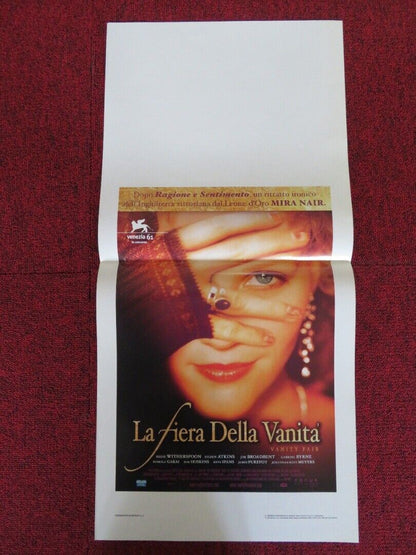 Dopo Ragione e Sentimento, un ritratto ironico
dell'Inghilterra vittoriana dal Leone d'Oro MIRA NAIR.
venezia 61
La fiera Della Vanità
VANITY FAIR
REESE WITHERSPOON EILEEN ATKINS JIM BROADBENT GABRIEL BYRNE
ROMOLA GARAI BOB HOSKINS RHYS IFANS JAMES PUREFOY JONATHAN RHYS MEYERS
FOCUS